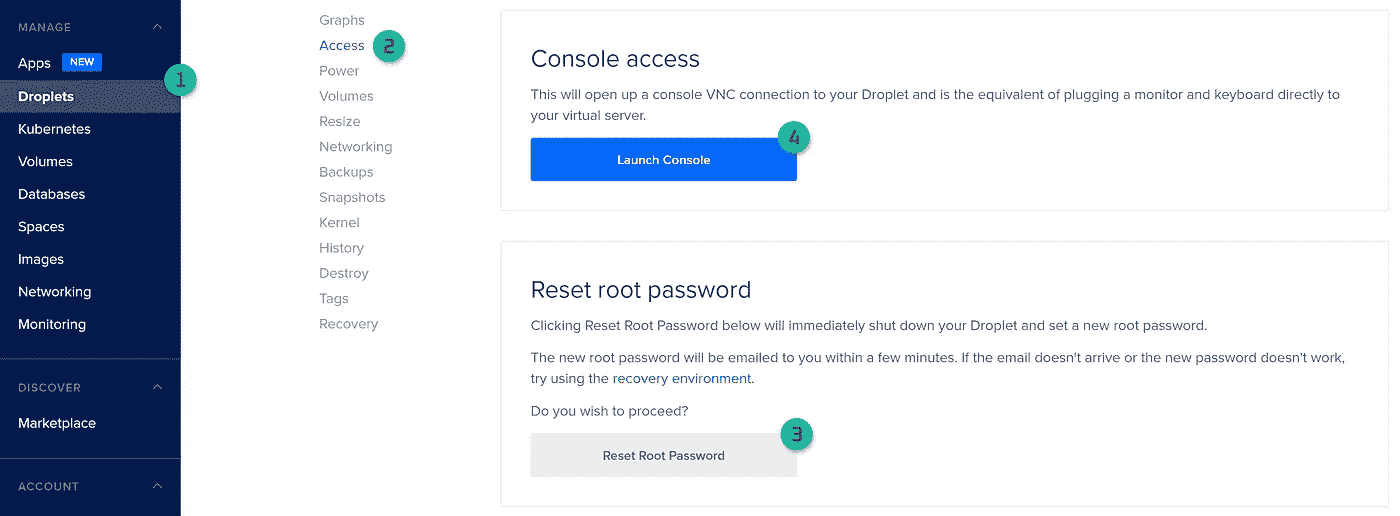 MANAGE
Apps NEW
1
Droplets
Kubernetes
Volumes
Databases
Spaces
Images
Networking
Monitoring
DISCOVER
Marketplace
ACCOUNT
Graphs
Access 2
Power
Volumes
Resize
Networking
Backups
Snapshots
Kernel
History
Destroy
Tags
Recovery
Console access
This will open up a console VNC connection to your Droplet and is the equivalent of plugging a monitor and keyboard directly to
your virtual server.
4
Launch Console
Reset root password
Clicking Reset Root Password below will immediately shut down your Droplet and set a new root password.
The new root password will be emailed to you within a few minutes. If the email doesn't arrive or the new password doesn't work,
try using the recovery environment.
Do you wish to proceed?
3
Reset Root Password